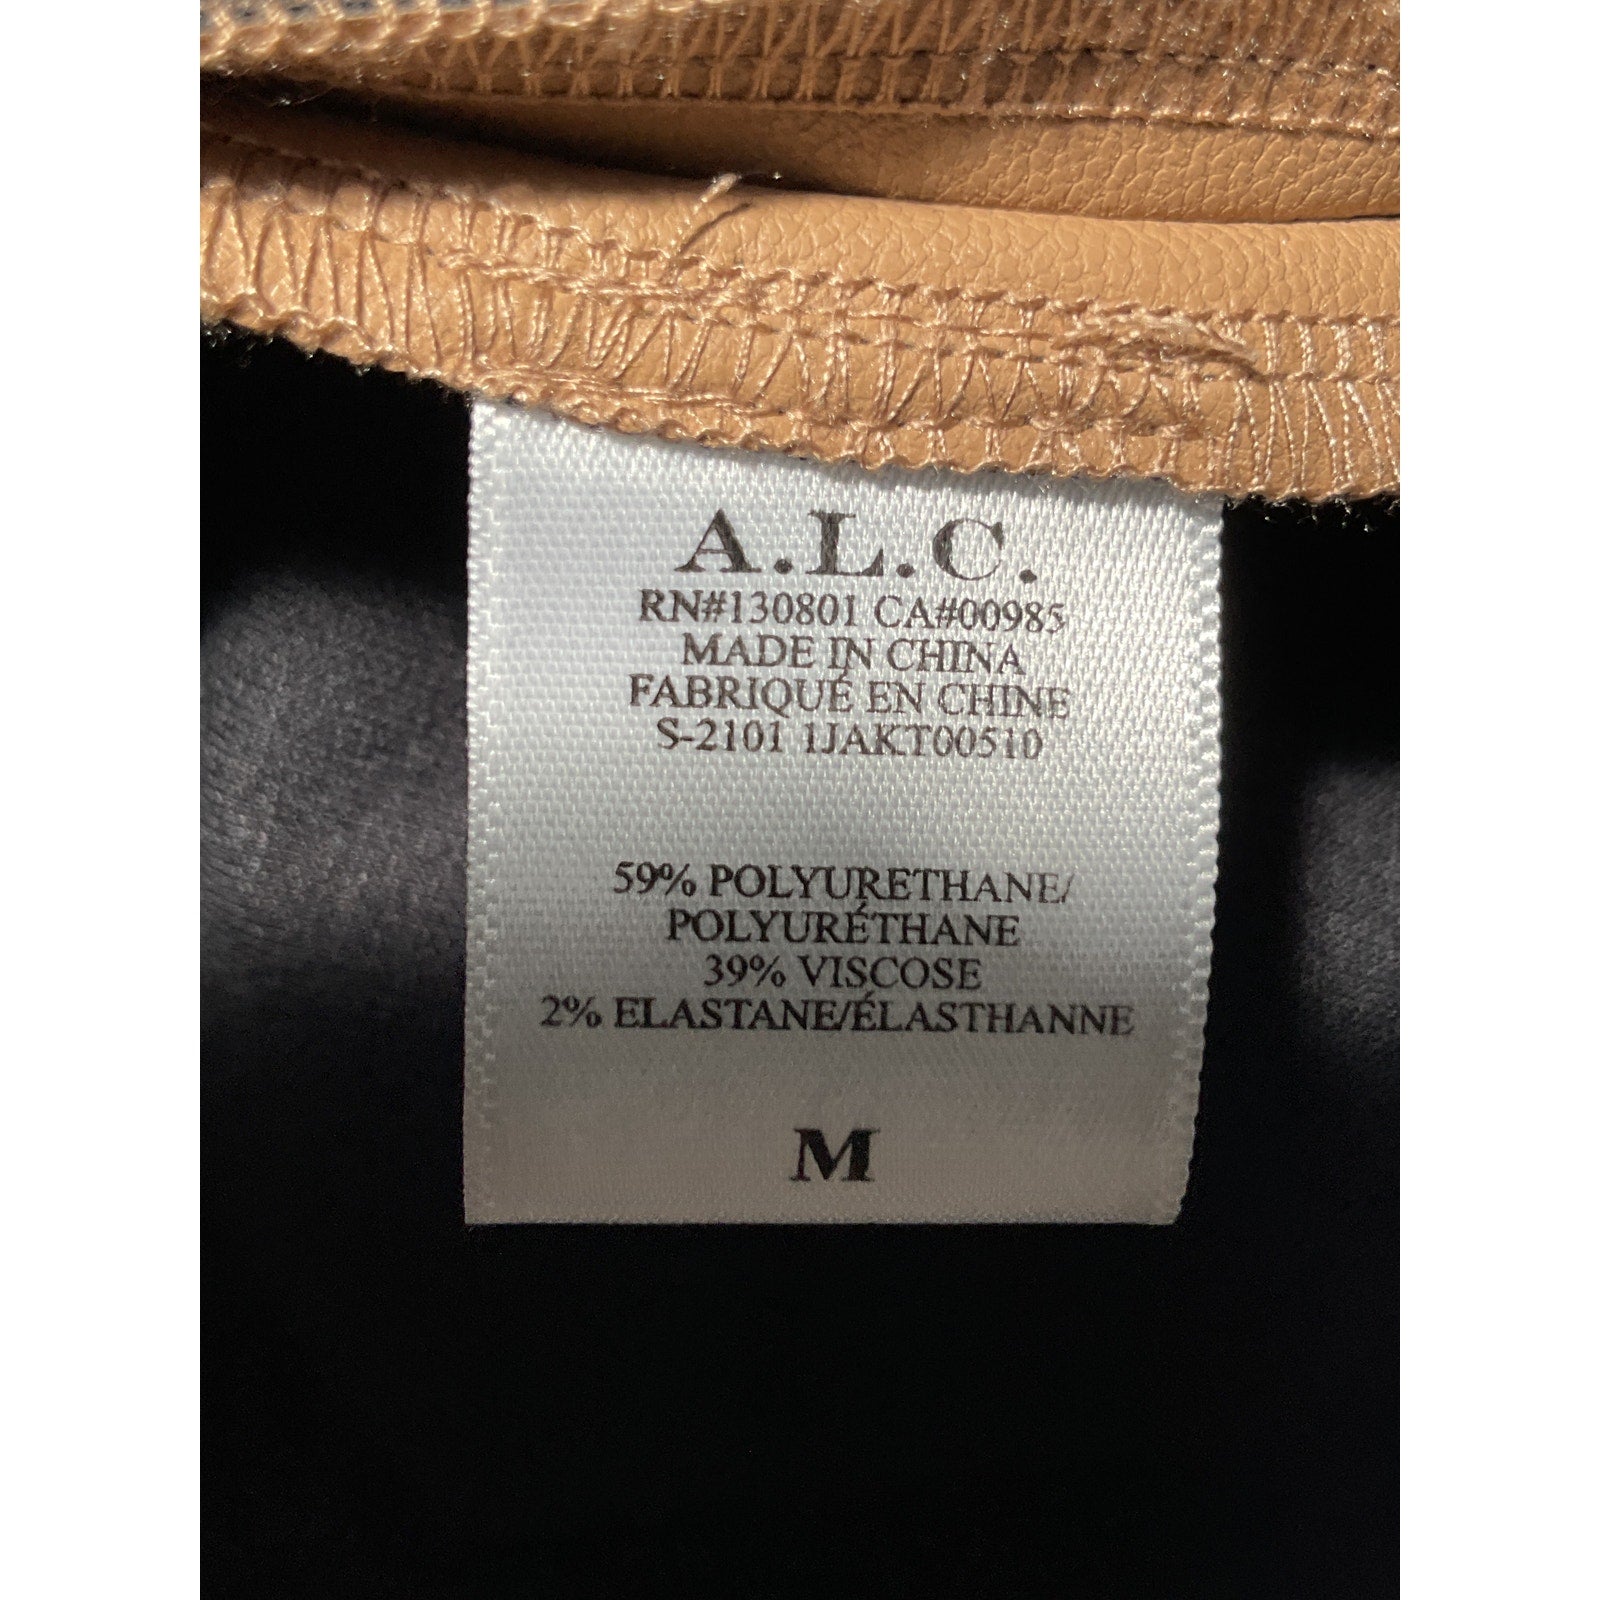 A.L.C.
RN#130801 CA#00985
MADE IN CHINA
FABRIQUÉ EN CHINE
S-2101 1JAKT00510
59% POLYURETHANE/
POLYURÉTHANE
39% VISCOSE
2% ELASTANE/ÉLASTHANNE
M